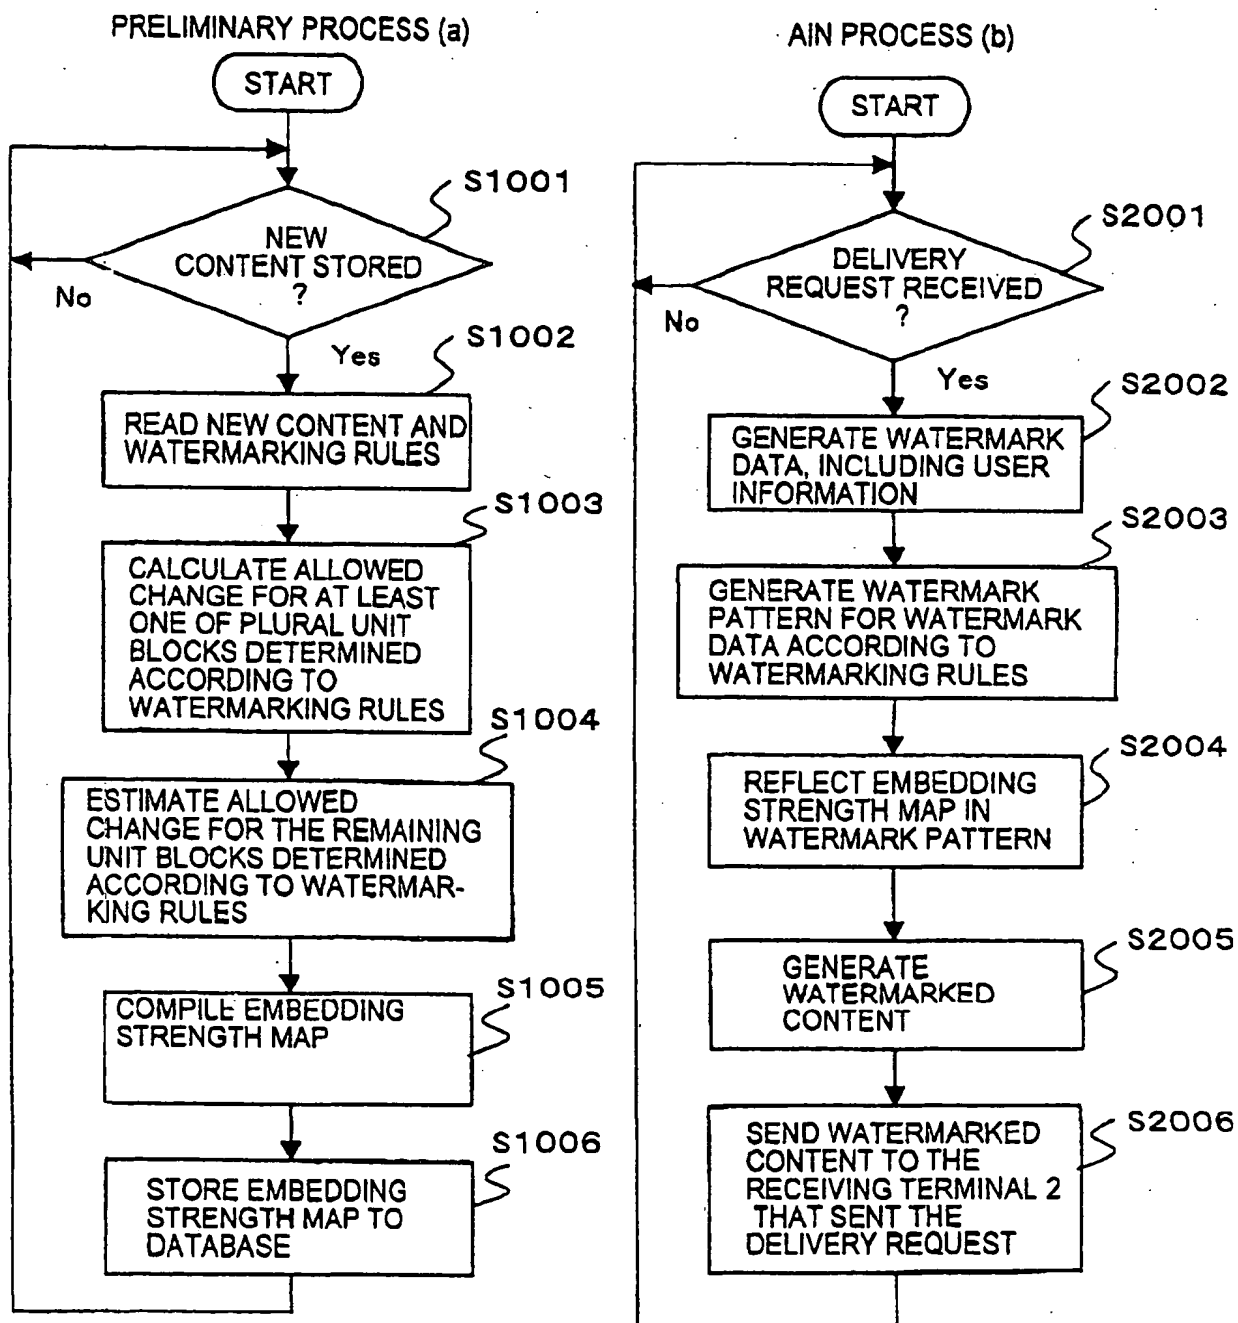 PRELIMINARY PROCESS (a)
START
S1001
NEW
CONTENT STORED
?
No
Yes
S1002
READ NEW CONTENT AND
WATERMARKING RULES
S1003
CALCULATE ALLOWED
CHANGE FOR AT LEAST
ONE OF PLURAL UNIT
BLOCKS DETERMINED
ACCORDING TO
WATERMARKING RULES
S1004
ESTIMATE ALLOWED
CHANGE FOR THE REMAINING
UNIT BLOCKS DETERMINED
ACCORDING TO WATERMAR-
KING RULES
S1005
COMPILE EMBEDDING
STRENGTH MAP
S1006
STORE EMBEDDING
STRENGTH MAP TO
DATABASE
AIN PROCESS (b)
START
S2001
DELIVERY
REQUEST RECEIVED
?
No
Yes
S2002
GENERATE WATERMARK
DATA, INCLUDING USER
INFORMATION
S2003
GENERATE WATERMARK
PATTERN FOR WATERMARK
DATA ACCORDING TO
WATERMARKING RULES
S2004
REFLECT EMBEDDING
STRENGTH MAP IN
WATERMARK PATTERN
S2005
GENERATE
WATERMARKED
CONTENT
S2006
SEND WATERMARKED
CONTENT TO THE
RECEIVING TERMINAL 2
THAT SENT THE
DELIVERY REQUEST